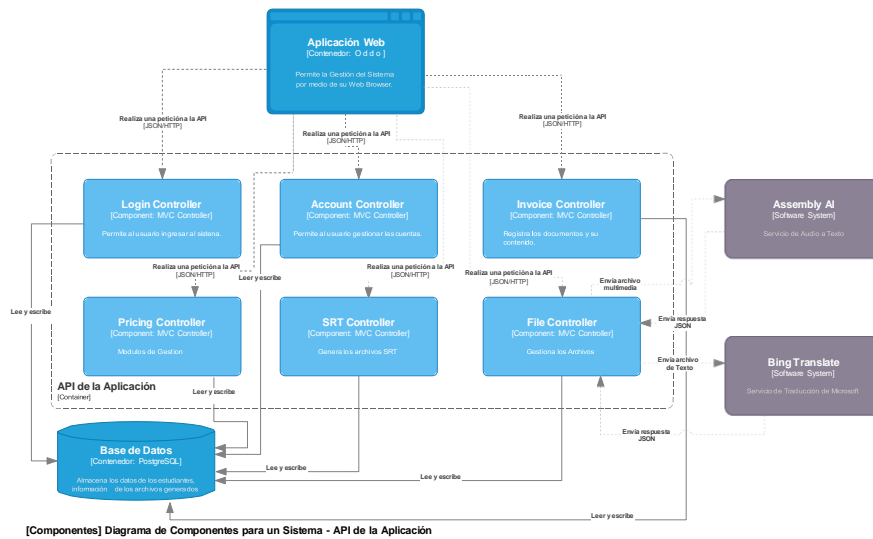 Aplicación Web
[Contenedor: Oddo]
Permite la Gestión del Sistema
por medio de su Web Browser.
Realiza una petición a la API
[JSON/HTTP]
Realiza una petición a la API
[JSON/HTTP]
Realiza una petición a la API
[JSON/HTTP]
Login Controller
[Component: MVC Controller]
Permite al usuario ingresar al sistena.
Account Controller
[Component: MVC Controller]
Permite al usuario gestionar las cuentas.
Invoice Controller
[Component: MVC Controller]
Registra los documentos y su
contenido.
Assembly AI
[Software System]
Servicio de Audio a Texto
Realiza una petición a la API
[JSON/HTTP]
Leer y escribe
Realiza una petición a la API
[JSON/HTTP]
Realiza una petición a la API
[JSON/HTTP]
Envía archivo
multimedia
Lee y escribe
Pricing Controller
[Component: MVC Controller]
Modulos de Gestion
SRT Controller
[Component: MVC Controller]
Genera los archivos SRT
File Controller
[Component: MVC Controller]
Gestiona los Archivos
Envía respuesta
JSON
Envía archivo
de Texto
Bing Translate
[Software System]
Servicio de Traducción de Microsoft
API de la Aplicación
[Container]
Leer y escribe
Envía respuesta
JSON
Base de Datos
[Contenedor: PostgreSQL]
Almacena los datos de los estudiantes,
información de los archivos generados
Lee y escribe
Lee y escribe
Leer y escribe
[Componentes] Diagrama de Componentes para un Sistema - API de la Aplicación